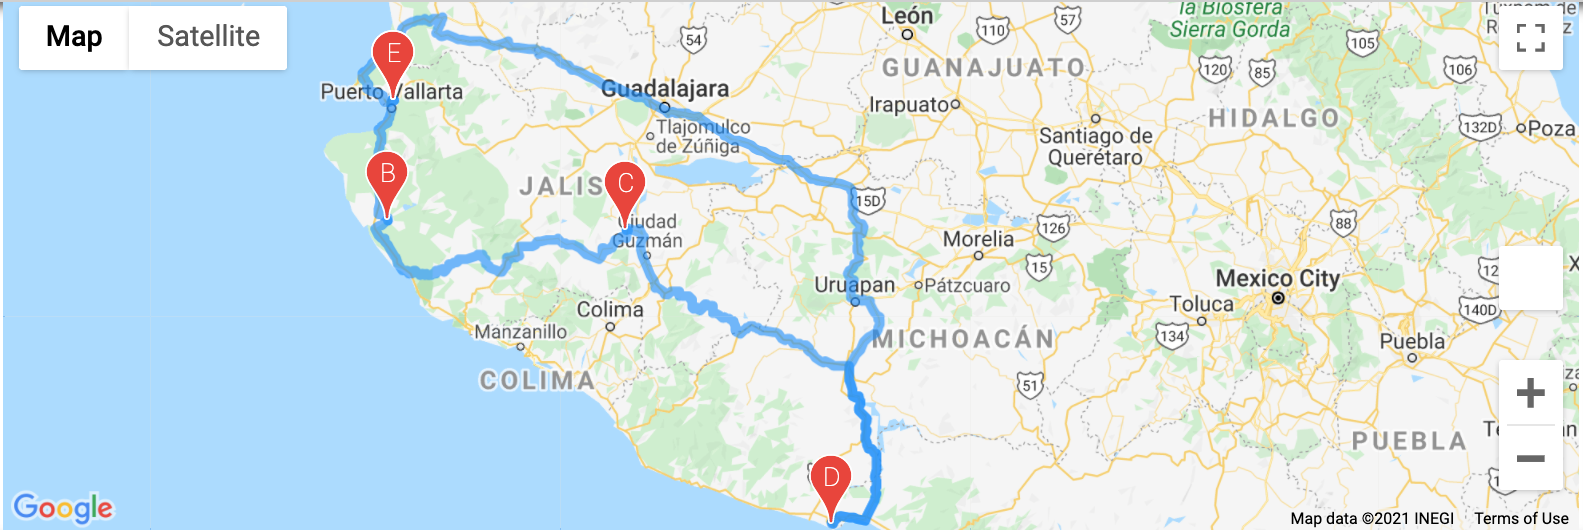 Map
Satellite
León
110
57
la Biosfera
Sierra Gorda
54
105
E
GUANAJUATO
120
85
106
Puerto Vallarta
Guadalajara
Irapuato
HIDALGO
Tlajomulco
de Zúñiga
Santiago de
Querétaro
132D
Poza
B
JALIS
C
15D
Ciudad
Guzmán
126
88
Morelia
15
Uruapan
Pátzcuaro
Mexico City
12
X
Colima
Toluca
140D
Manzanillo
MICHOACÁN
134
Puebla
COLIMA
51
PUEBLA
D
Google
Map data ©2021 INEGI
Terms of Use